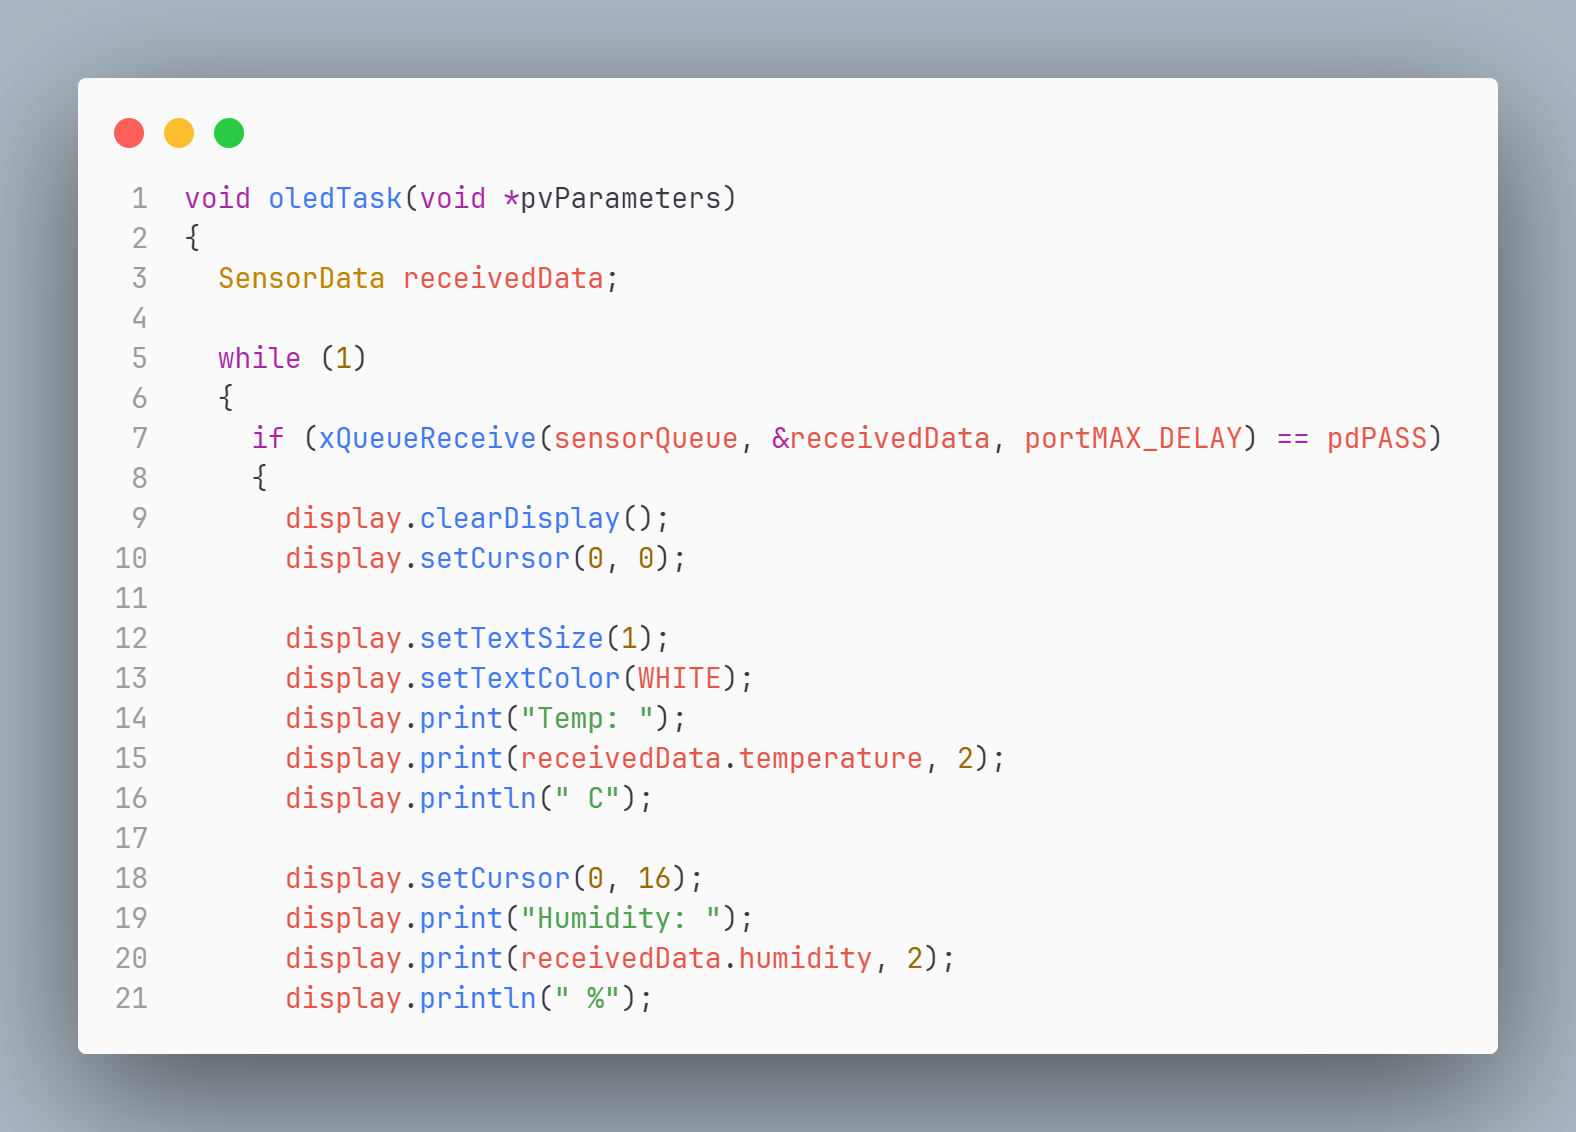 1 void oledTask(void *pvParameters)
2 {
3   SensorData receivedData;
4
5   while (1)
6   {
7     if (xQueueReceive(sensorQueue, &receivedData, portMAX_DELAY) == pdPASS)
8     {
9       display.clearDisplay();
10       display.setCursor(0, 0);
11
12       display.setTextSize(1);
13       display.setTextColor(WHITE);
14       display.print("Temp: ");
15       display.print(receivedData.temperature, 2);
16       display.println(" C");
17
18       display.setCursor(0, 16);
19       display.print("Humidity: ");
20       display.print(receivedData.humidity, 2);
21       display.println(" %");